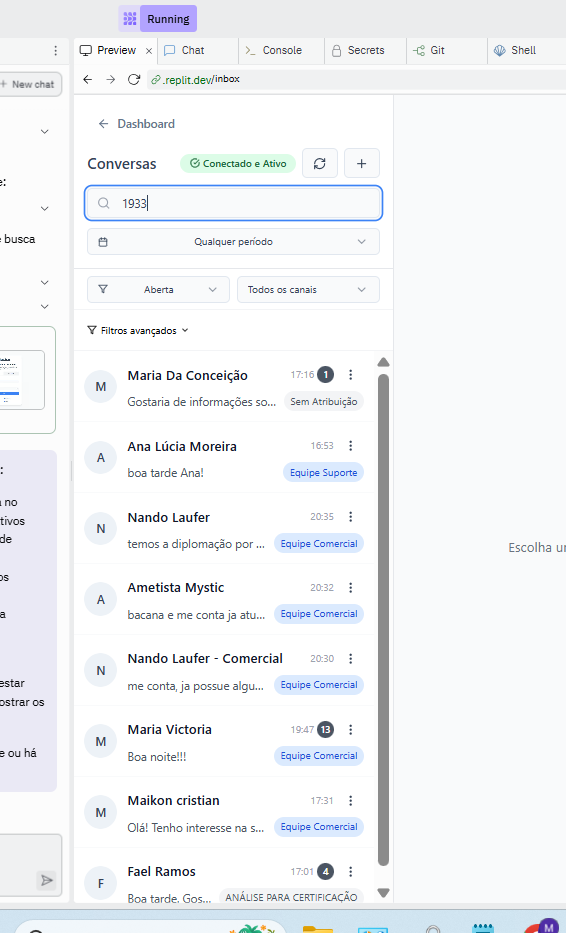 Running
Preview × Chat Console Secrets Git Shell
+ New chat
.replit.dev/inbox
Dashboard
Conversas
Conectado e Ativo
1933
busca
Qualquer período
Aberta
Todos os canais
Filtros avançados
M
Maria Da Conceição
17:16
1
Gostaria de informações so...
Sem Atribuição
A
Ana Lúcia Moreira
16:53
boa tarde Ana!
Equipe Suporte
N
Nando Laufer
20:35
temos a diplomação por ...
Equipe Comercial
Escolha
A
Ametista Mystic
20:32
bacana e me conta ja atu...
Equipe Comercial
N
Nando Laufer - Comercial
20:30
me conta, ja possue algu...
Equipe Comercial
M
Maria Victoria
19:47
13
Boa noite!!!
Equipe Comercial
M
Maikon cristian
17:31
Olá! Tenho interesse na s...
Equipe Comercial
F
Fael Ramos
17:01
4
Boa tarde. Gos...
ANÁLISE PARA CERTIFICAÇÃO
no
tivos
de
os
a
estar
ostrar os
e ou há
M